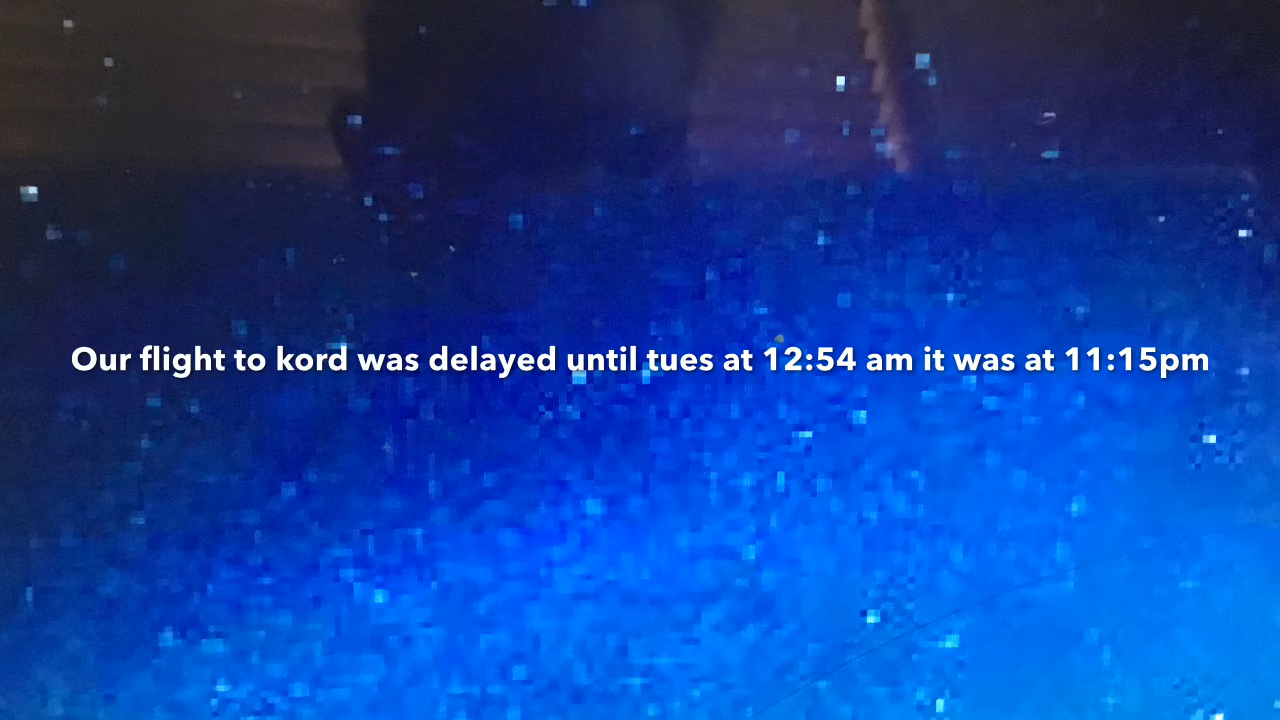 Our flight to kord was delayed until tues at 12:54 am it was at 11:15pm